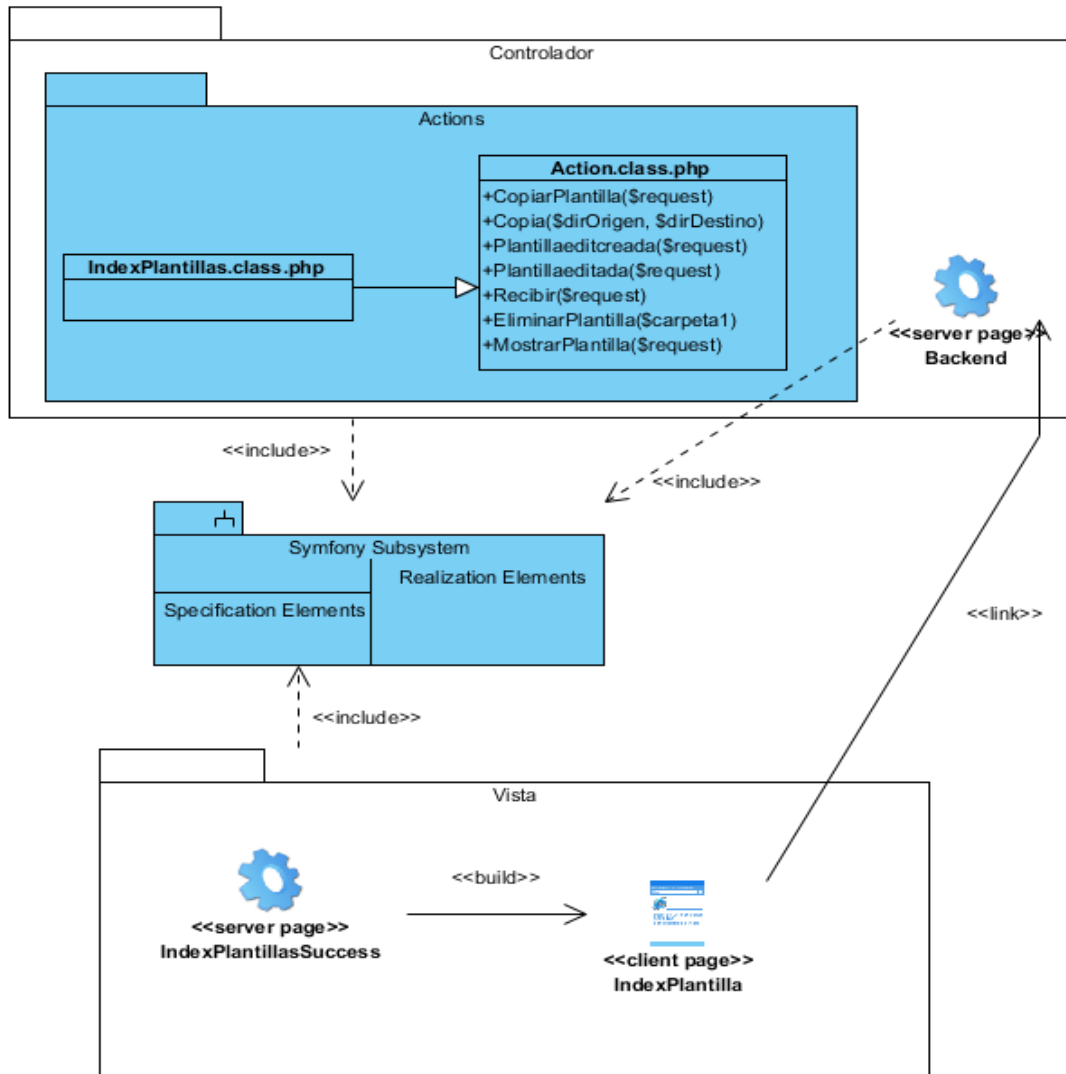 Controlador
Actions
Action.class.php
+CopiarPlantilla($request)
+Copia($dirOrigen, $dirDestino)
+Plantillaeditcreada($request)
+Plantillaeditada($request)
+Recibir($request)
+EliminarPlantilla($carpeta1)
+MostrarPlantilla($request)
IndexPlantillas.class.php
<<server page>>
Backend
<<include>>
<<include>>
Symfony Subsystem
Specification Elements
Realization Elements
<<link>>
<<include>>
Vista
<<server page>>
IndexPlantillasSuccess
<<build>>
<<client page>>
IndexPlantilla